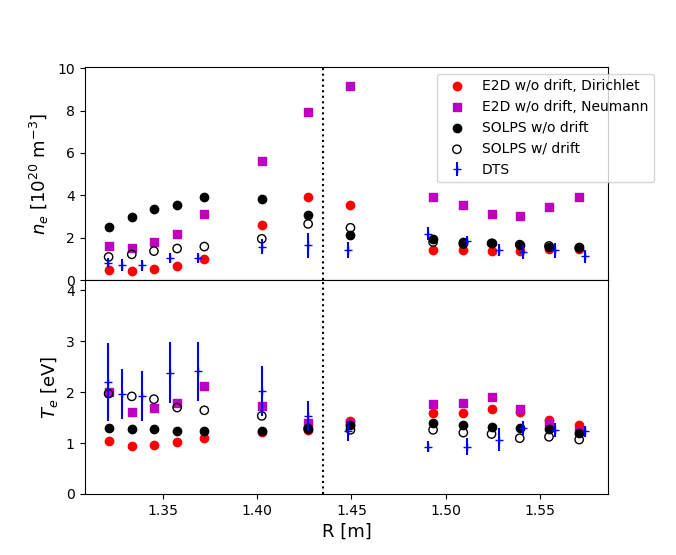 10
8
6
4
2
0
n_e [10^20 m^−3]
E2D w/o drift, Dirichlet
E2D w/o drift, Neumann
SOLPS w/o drift
SOLPS w/ drift
DTS
4
3
2
1
0
T_e [eV]
1.35 1.40 1.45 1.50 1.55
R [m]